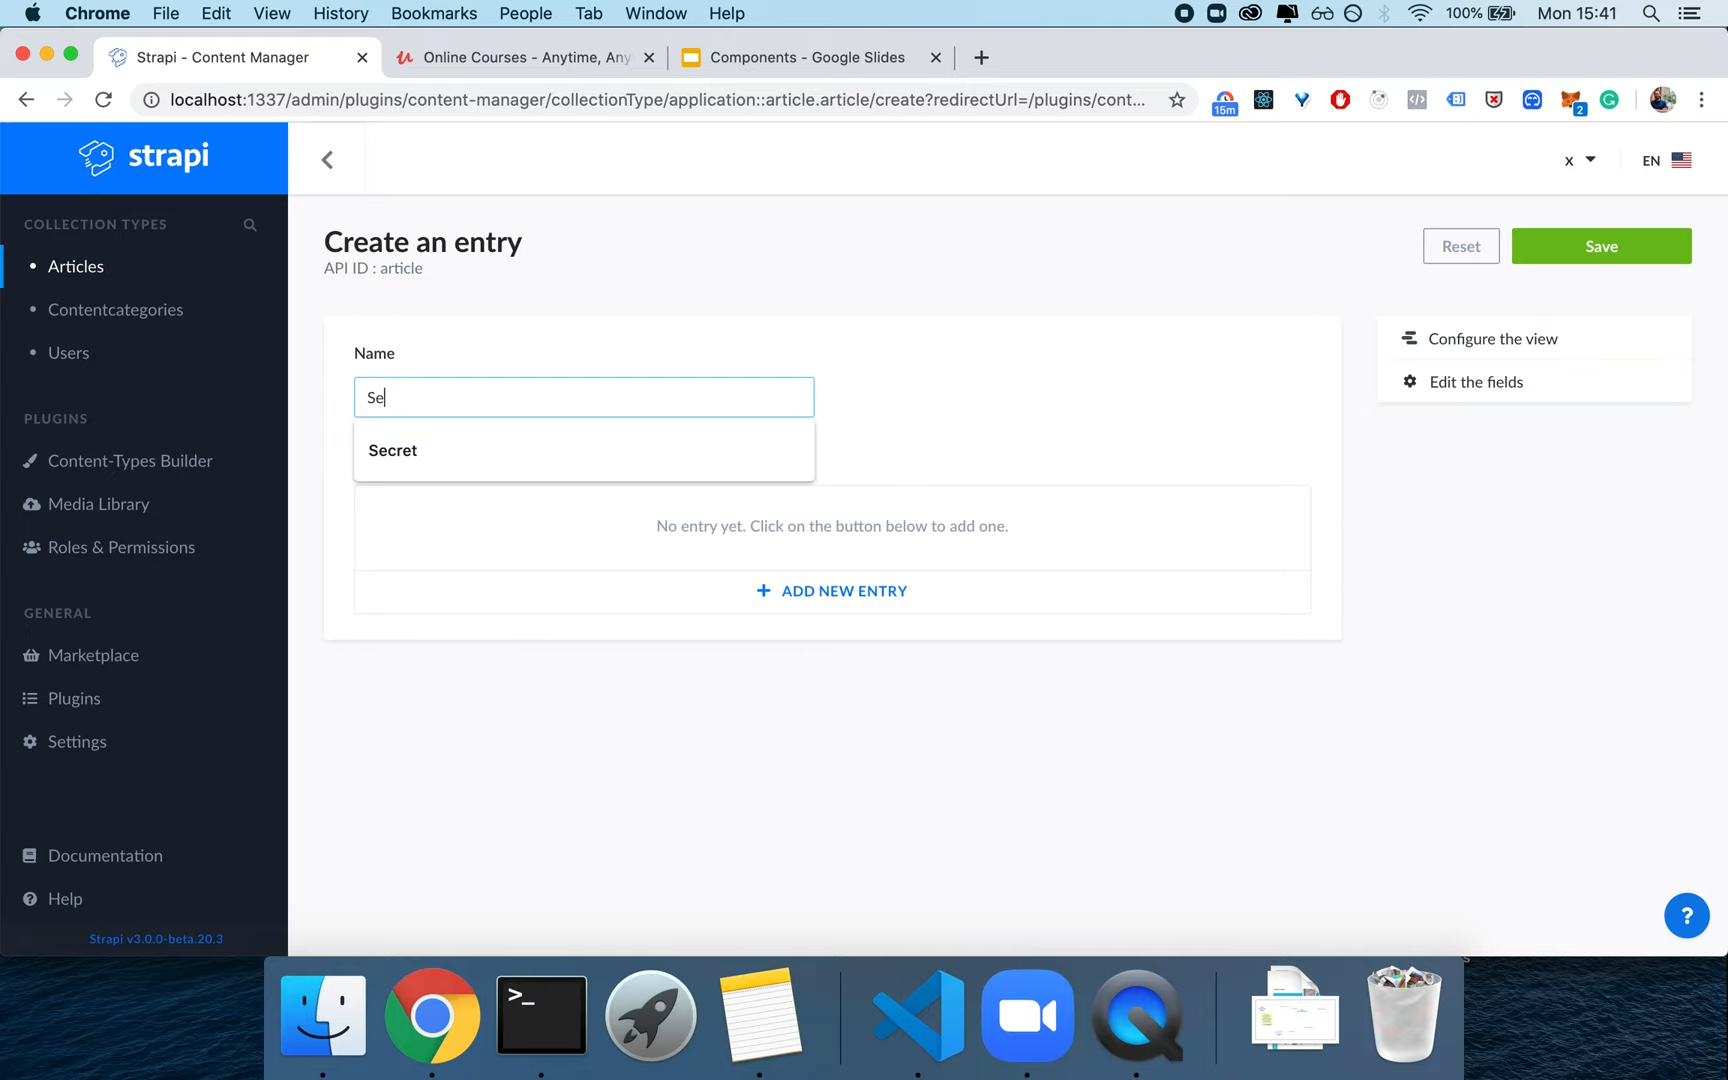 Chrome File Edit View History Bookmarks People Tab Window Help 100% Mon 15:41
Strapi - Content Manager Online Courses - Anytime, Any Components - Google Slides
localhost:1337/admin/plugins/content-manager/collectionType/application::article.article/create?redirectUrl=/plugins/cont...
15m
2
strapi
x EN
COLLECTION TYPES
Articles
Contentcategories
Users
PLUGINS
Content-Types Builder
Media Library
Roles & Permissions
GENERAL
Marketplace
Plugins
Settings
Documentation
Help
Strapi v3.0.0-beta.20.3
Create an entry
API ID : article
Reset
Save
Name
Se
Secret
No entry yet. Click on the button below to add one.
+ ADD NEW ENTRY
Configure the view
Edit the fields
?
>_